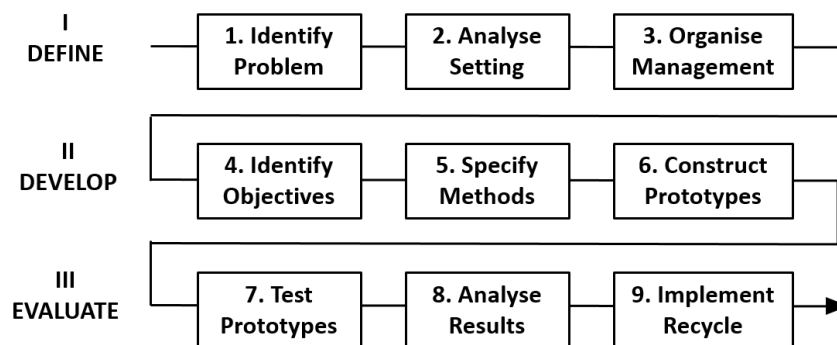 I
DEFINE
1. Identify
Problem
2. Analyse
Setting
3. Organise
Management
II
DEVELOP
4. Identify
Objectives
5. Specify
Methods
6. Construct
Prototypes
III
EVALUATE
7. Test
Prototypes
8. Analyse
Results
9. Implement
Recycle